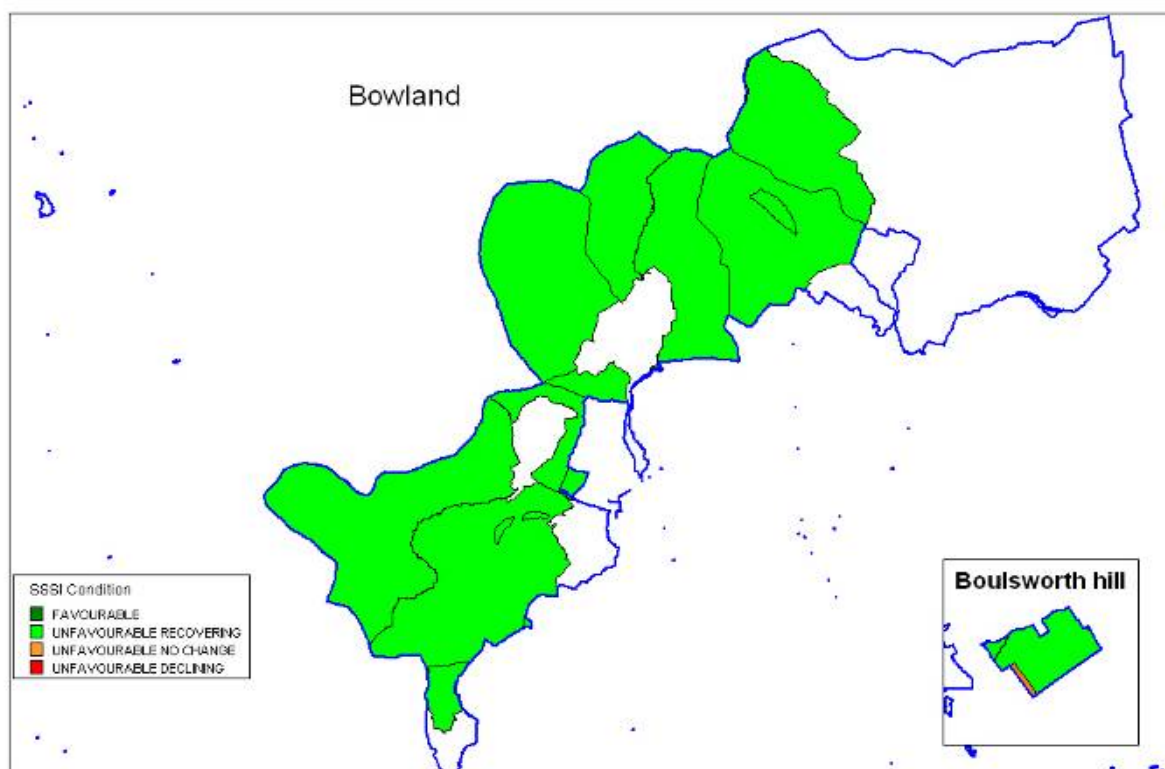 Bowland
SSSI Condition
FAVOURABLE
UNFAVOURABLE RECOVERING
UNFAVOURABLE NO CHANGE
UNFAVOURABLE DECLINING
Boulsworth hill